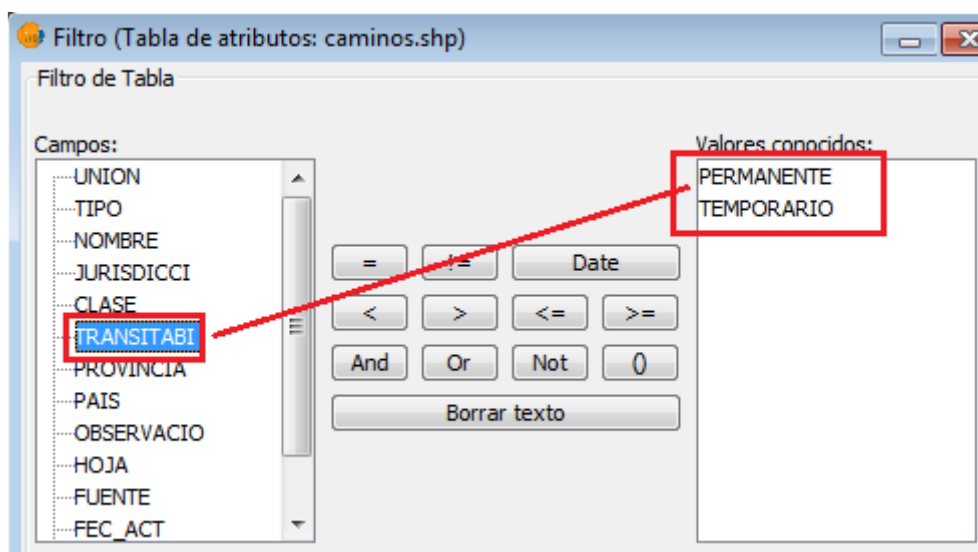 Filtro (Tabla de atributos: caminos.shp)
Filtro de Tabla
Campos:
UNION
TIPO
NOMBRE
JURISDICCI
CLASE
TRANSITABI
PROVINCIA
PAIS
OBSERVACIO
HOJA
FUENTE
FEC_ACT
= != Date
< > <= >=
And Or Not ()
Borrar texto
Valores conocidos:
PERMANENTE
TEMPORARIO